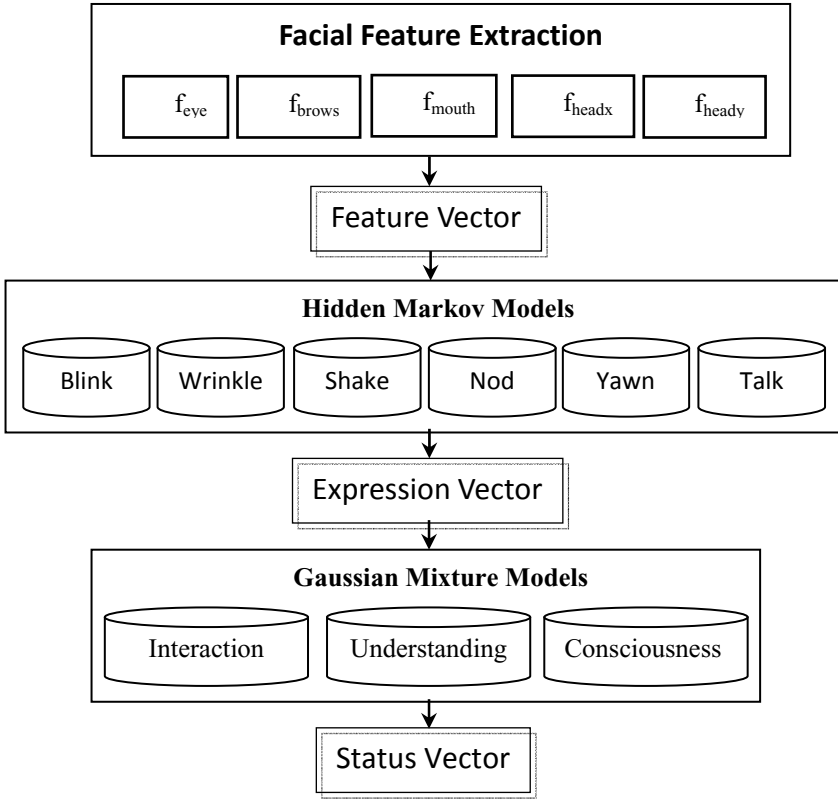 Facial Feature Extraction
f_eye f_brows f_mouth f_headx f_heady
Feature Vector
Hidden Markov Models
Blink Wrinkle Shake Nod Yawn Talk
Expression Vector
Gaussian Mixture Models
Interaction Understanding Consciousness
Status Vector